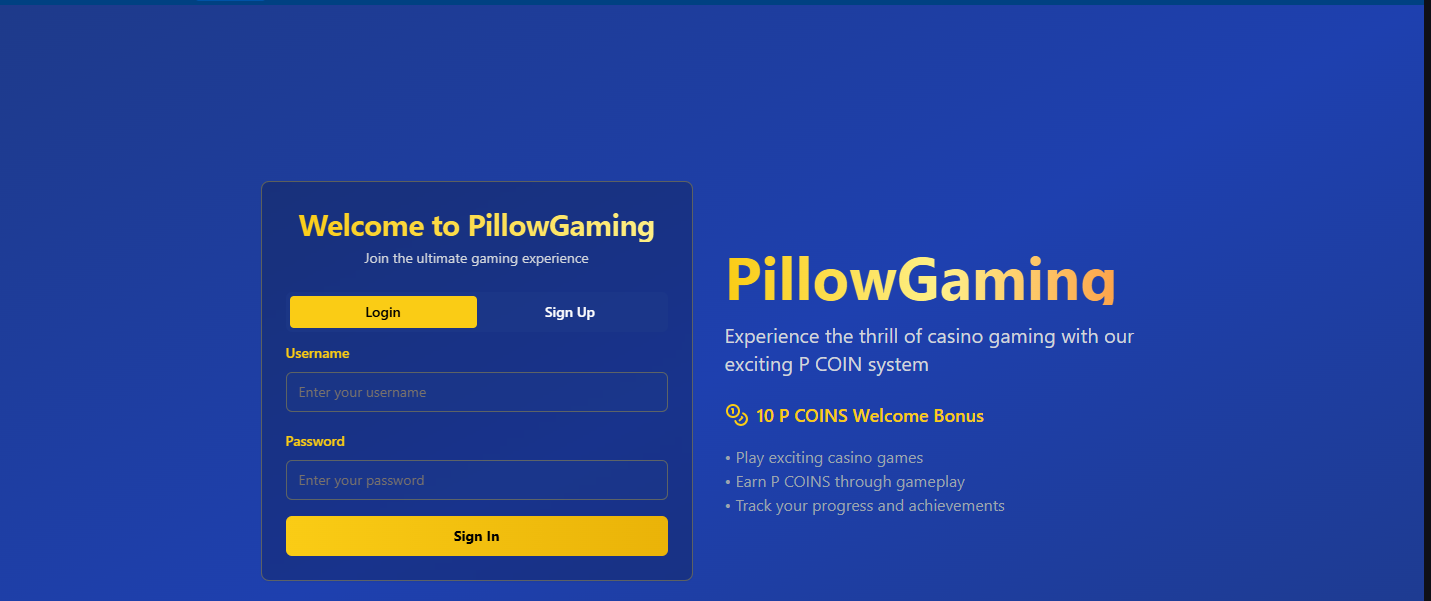 Welcome to PillowGaming
Join the ultimate gaming experience
Login
Sign Up
Username
Enter your username
Password
Enter your password
Sign In
PillowGaming
Experience the thrill of casino gaming with our
exciting P COIN system
10 P COINS Welcome Bonus
• Play exciting casino games
• Earn P COINS through gameplay
• Track your progress and achievements